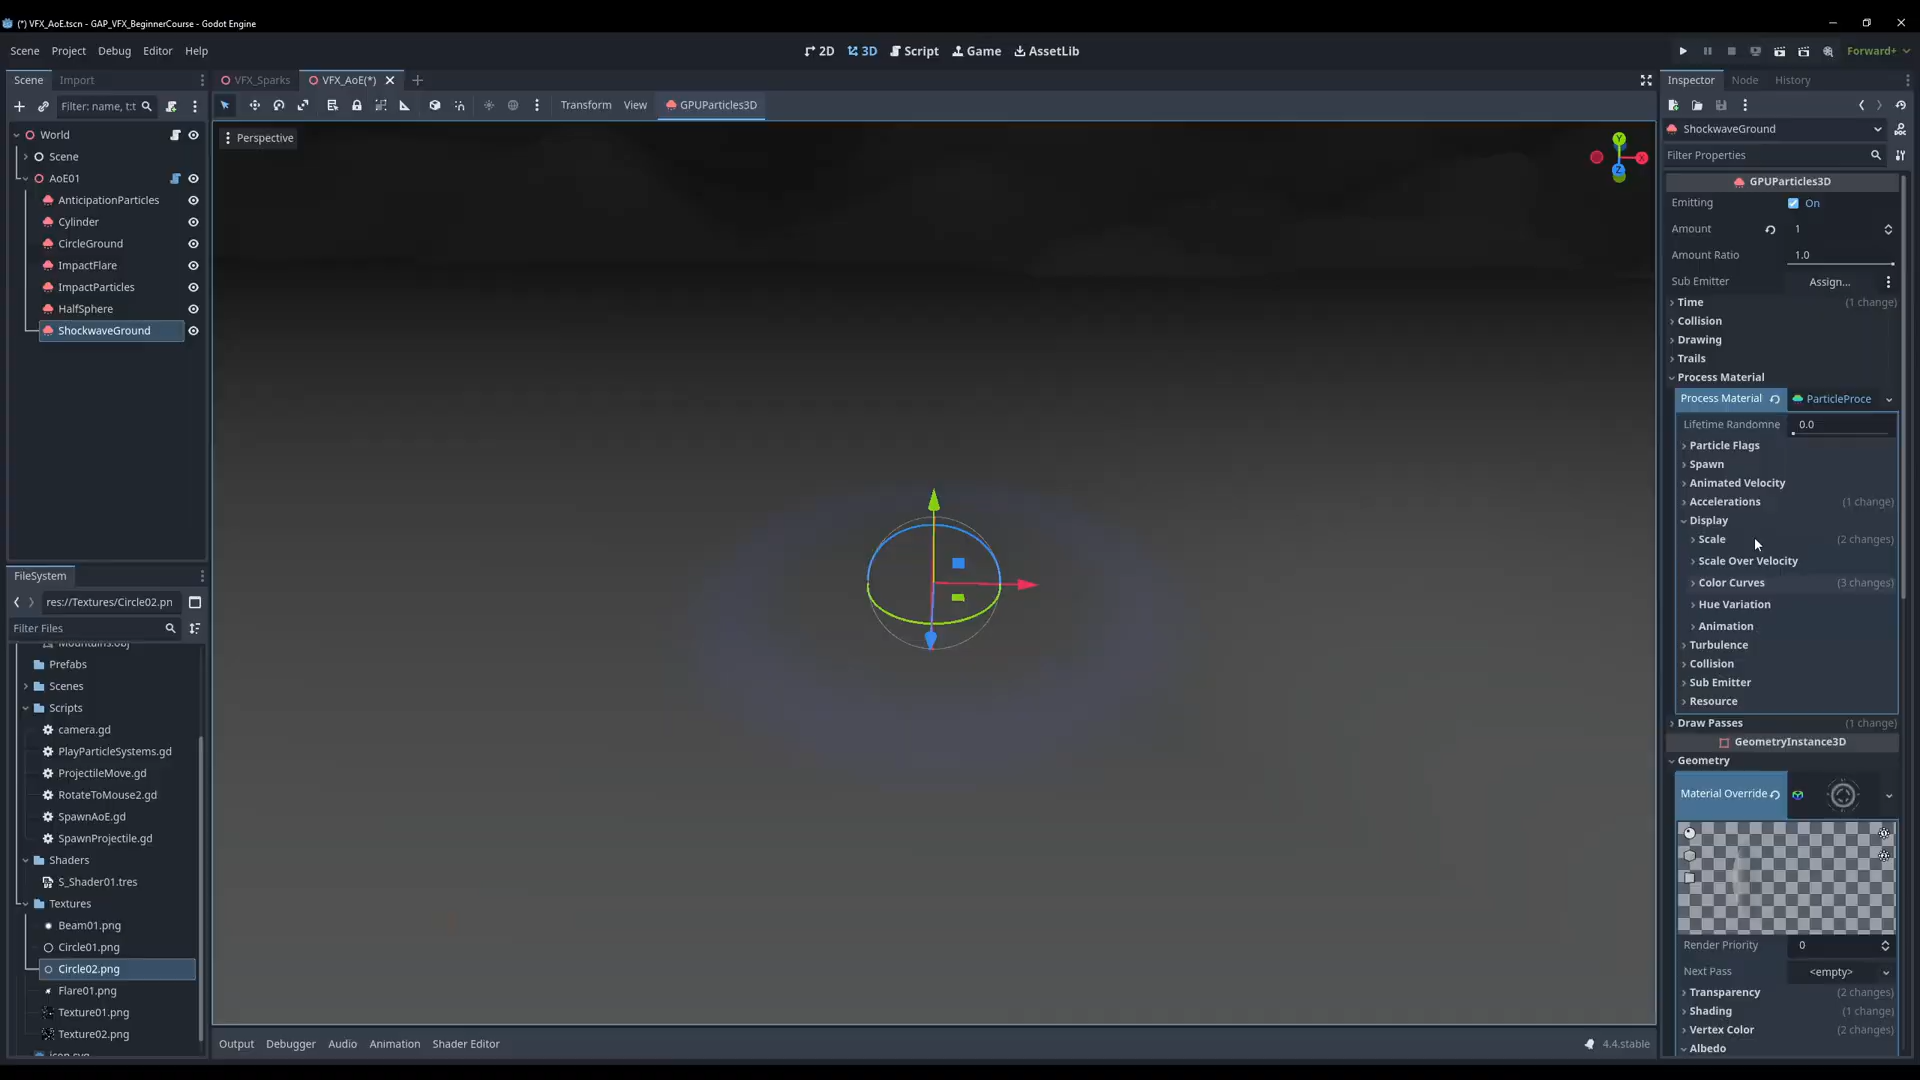 (*) VFX_AoE.tscn - GAP_VFX_BeginnerCourse - Godot Engine
Scene Project Debug Editor Help
2D 3D Script Game AssetLib
Forward+
Scene Import
Filter: name, t:t
World
Scene
AoE01
AnticipationParticles
Cylinder
CircleGround
ImpactFlare
ImpactParticles
HalfSphere
ShockwaveGround
FileSystem
res://Textures/Circle02.pn
Filter Files
Mountains.obj
Prefabs
Scenes
Scripts
camera.gd
PlayParticleSystems.gd
ProjectileMove.gd
RotateToMouse2.gd
SpawnAoE.gd
SpawnProjectile.gd
Shaders
S_Shader01.tres
Textures
Beam01.png
Circle01.png
Circle02.png
Flare01.png
Texture01.png
Texture02.png
icon.svg
VFX_Sparks VFX_AoE(*)
Transform View GPUParticles3D
Perspective
Y
X
Z
Output Debugger Audio Animation Shader Editor
4.4.stable
Inspector Node History
ShockwaveGround
Filter Properties
GPUParticles3D
Emitting On
Amount 1
Amount Ratio 1.0
Sub Emitter Assign...
Time (1 change)
Collision
Drawing
Trails
Process Material
Process Material ParticleProce
Lifetime Randomne 0.0
Particle Flags
Spawn
Animated Velocity
Accelerations (1 change)
Display
Scale (2 changes)
Scale Over Velocity
Color Curves (3 changes)
Hue Variation
Animation
Turbulence
Collision
Sub Emitter
Resource
Draw Passes (1 change)
GeometryInstance3D
Geometry
Material Override
Render Priority 0
Next Pass <empty>
Transparency (2 changes)
Shading (1 change)
Vertex Color (2 changes)
Albedo